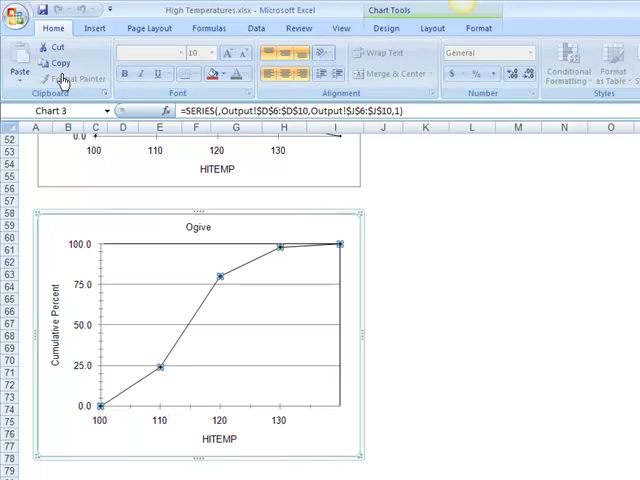 High Temperatures.xlsx - Microsoft Excel
Chart Tools
Home Insert Page Layout Formulas Data Review View Design Layout Format
Cut
Copy
Format Painter
Paste
10
Wrap Text
Merge & Center
General
Conditional Formatting
Format as Table
B I U
$ % ,
Clipboard Font Alignment Number Styles
Chart 3 fx =SERIES(,Output!$D$6:$D$10,Output!$J$6:$J$10,1)
A B C D E F G H I J K L M N O
52
53
54
55
56
57
58
59
60
61
62
63
64
65
66
67
68
69
70
71
72
73
74
75
76
77
78
79
0.0
100 110 120 130
HITEMP
Ogive
100.0
75.0
50.0
25.0
0.0
Cumulative Percent
100 110 120 130
HITEMP